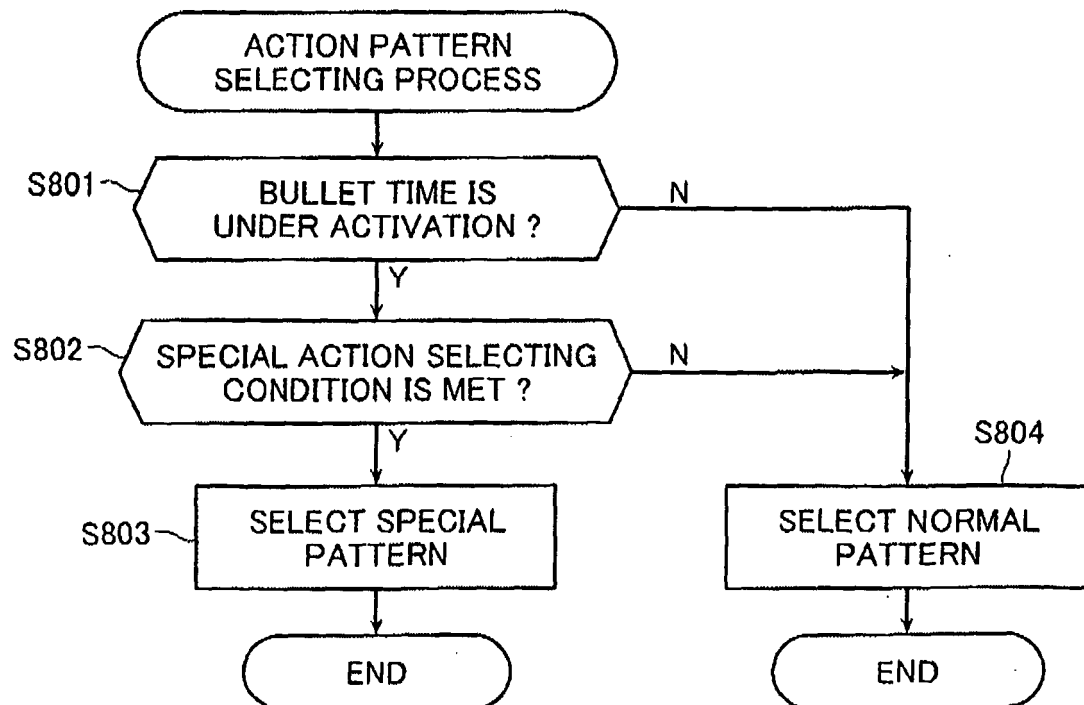 ACTION PATTERN
SELECTING PROCESS
S801
BULLET TIME IS
UNDER ACTIVATION ?
N
Y
S802
SPECIAL ACTION SELECTING
CONDITION IS MET ?
N
Y
S803
SELECT SPECIAL
PATTERN
S804
SELECT NORMAL
PATTERN
END
END